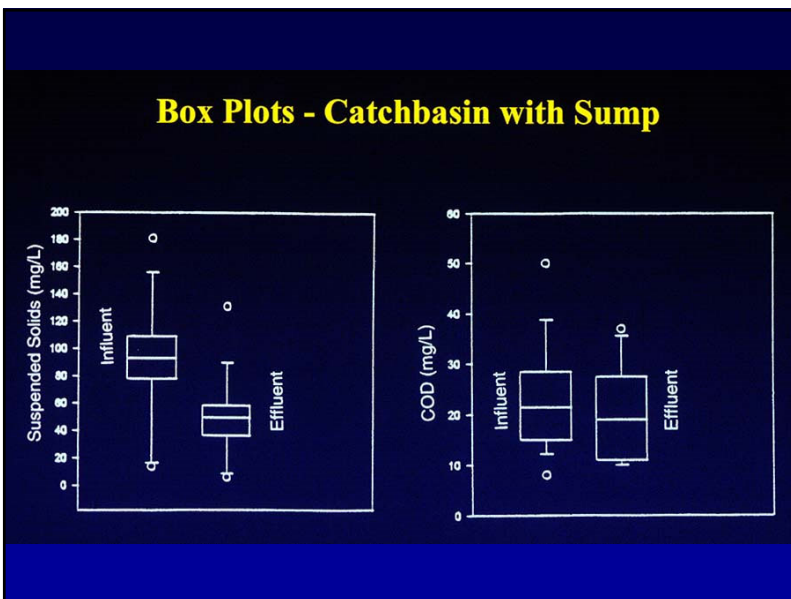 Box Plots - Catchbasin with Sump
Suspended Solids (mg/L)
200
180
160
140
120
100
80
60
40
20
0
Influent
Effluent
COD (mg/L)
60
50
40
30
20
10
0
Influent
Effluent